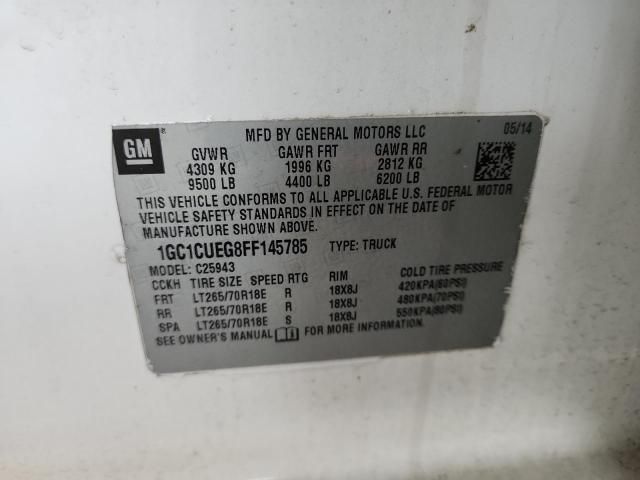 GM ®
MFD BY GENERAL MOTORS LLC 05/14
GVWR GAWR FRT GAWR RR
4309 KG 1996 KG 2812 KG
9500 LB 4400 LB 6200 LB
THIS VEHICLE CONFORMS TO ALL APPLICABLE U.S. FEDERAL MOTOR
VEHICLE SAFETY STANDARDS IN EFFECT ON THE DATE OF
MANUFACTURE SHOWN ABOVE.
1GC1CUEG8FF145785 TYPE: TRUCK
MODEL: C25943
CCKH TIRE SIZE SPEED RTG RIM COLD TIRE PRESSURE
FRT LT265/70R18E R 18X8J 420KPA(60PSI)
RR LT265/70R18E R 18X8J 480KPA(70PSI)
SPA LT265/70R18E S 18X8J 550KPA(80PSI)
SEE OWNER'S MANUAL FOR MORE INFORMATION.